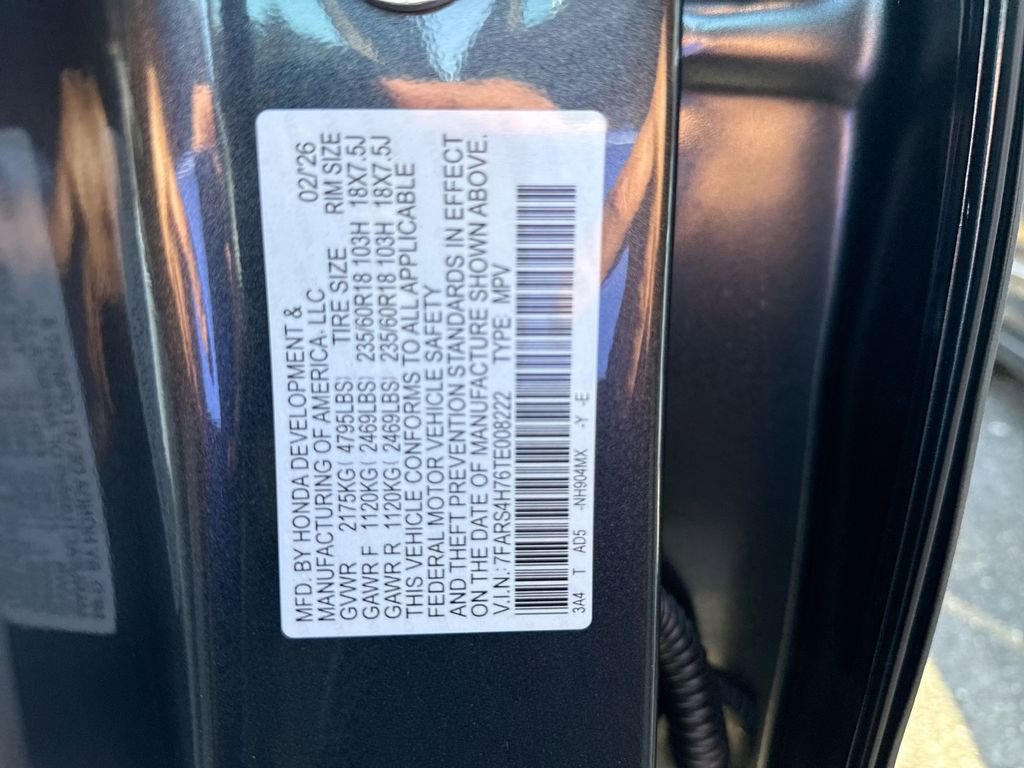 MFD. BY HONDA DEVELOPMENT &
MANUFACTURING OF AMERICA, LLC 02/'26
GVWR 2175KG( 4795LBS) TIRE SIZE RIM SIZE
GAWR F 1120KG( 2469LBS) 235/60R18 103H 18X7.5J
GAWR R 1120KG( 2469LBS) 235/60R18 103H 18X7.5J
THIS VEHICLE CONFORMS TO ALL APPLICABLE
FEDERAL MOTOR VEHICLE SAFETY
AND THEFT PREVENTION STANDARDS IN EFFECT
ON THE DATE OF MANUFACTURE SHOWN ABOVE.
V.I.N.: 7FARS4H76TE008222 TYPE: MPV
3A4 T AD5 -NH904MX -Y -E